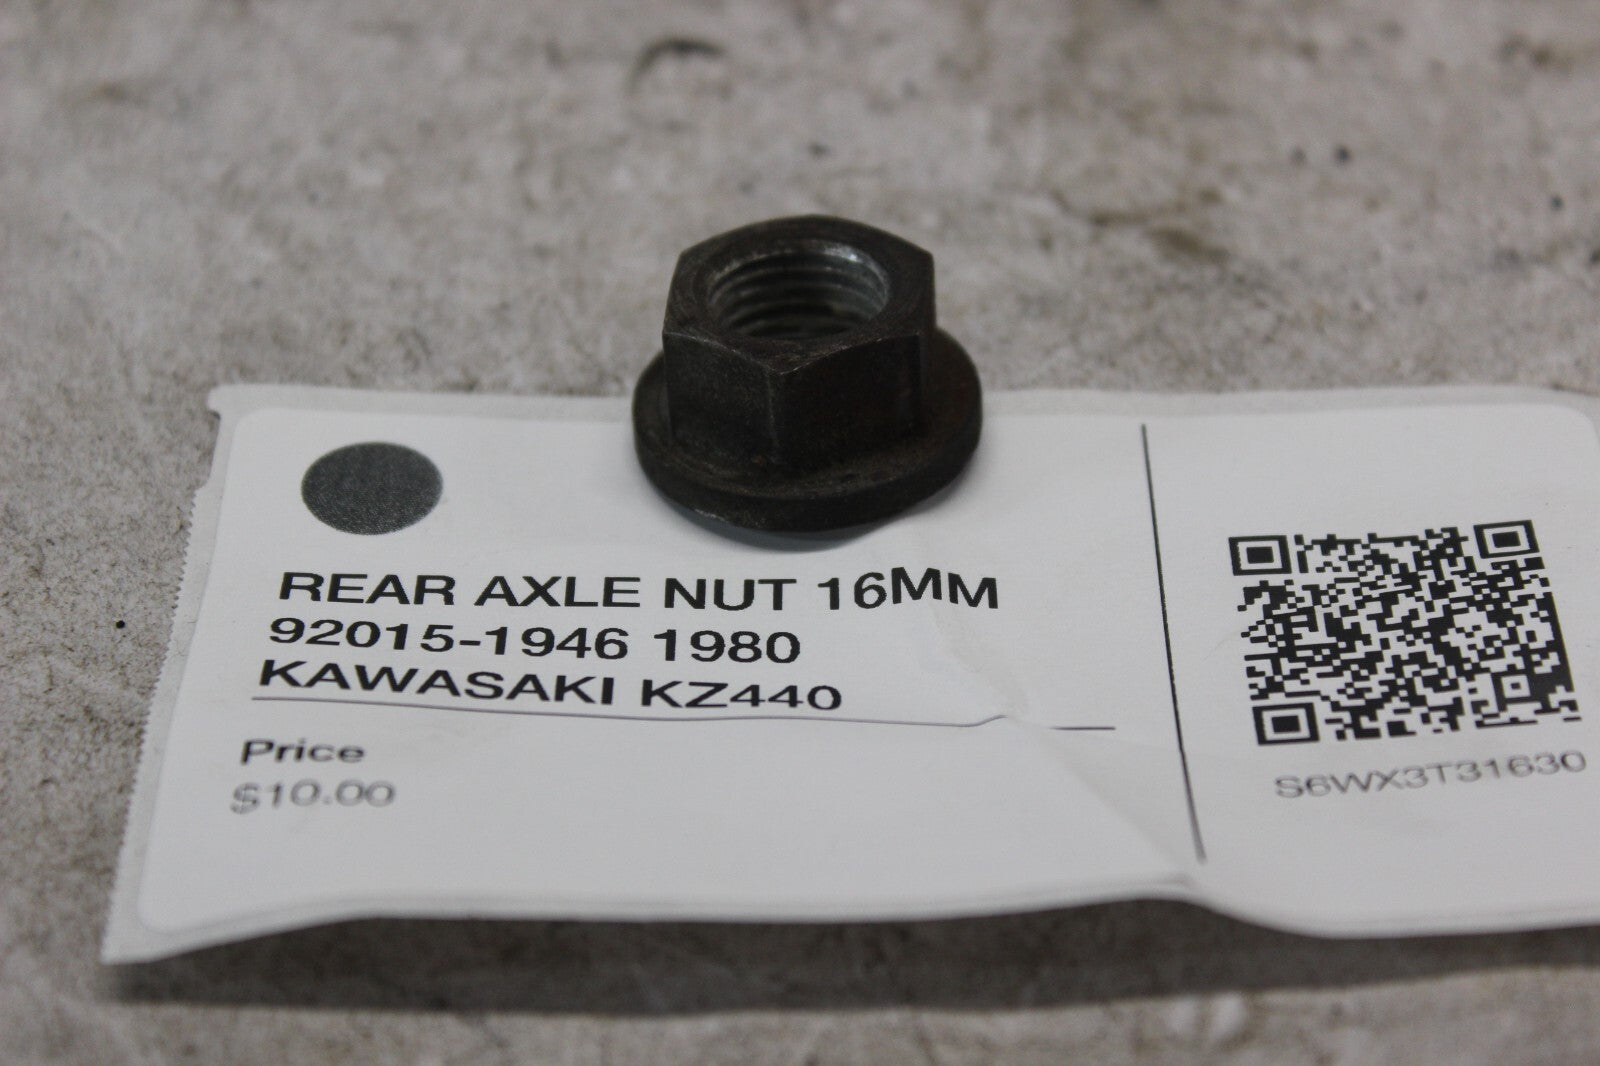 REAR AXLE NUT 16MM
92015-1946 1980
KAWASAKI KZ440
Price
$10.00
S6WX3T31630